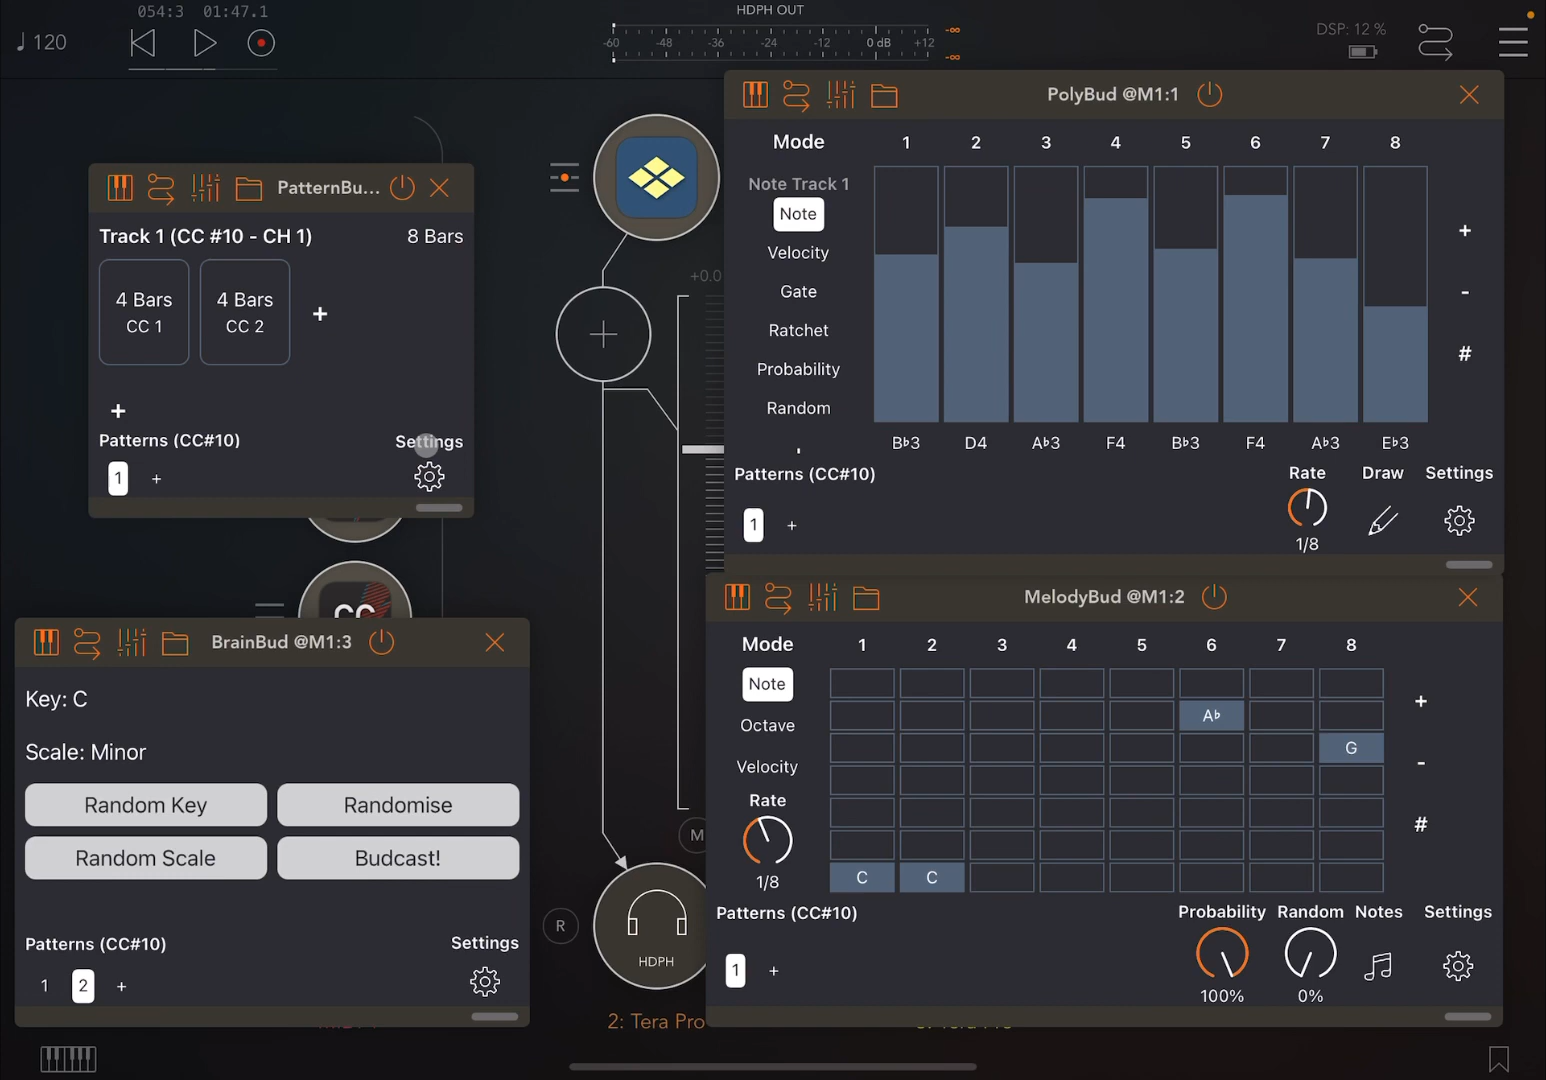 054:3 01:47.1
♩ 120
HDPH OUT
-60 -48 -36 -24 -12 0 dB +12
-∞
-∞
DSP: 12 %
PatternBu...
Track 1 (CC #10 - CH 1) 8 Bars
4 Bars
CC 1
4 Bars
CC 2
+
+
Patterns (CC#10) Settings
1 +
PolyBud @M1:1
Mode 1 2 3 4 5 6 7 8
Note Track 1
Note
Velocity
Gate
Ratchet
Probability
Random
+
-
#
B♭3 D4 A♭3 F4 B♭3 F4 A♭3 E♭3
Patterns (CC#10) Rate Draw Settings
1 +
1/8
+0.0
CC
BrainBud @M1:3
Key: C
Scale: Minor
Random Key Randomise
Random Scale Budcast!
Patterns (CC#10) Settings
1 2 +
MelodyBud @M1:2
Mode 1 2 3 4 5 6 7 8
Note
Octave
Velocity
Rate
1/8
A♭
G
C C
+
-
#
Patterns (CC#10) Probability Random Notes Settings
1 +
100% 0%
M
R
HDPH
2: Tera Pro